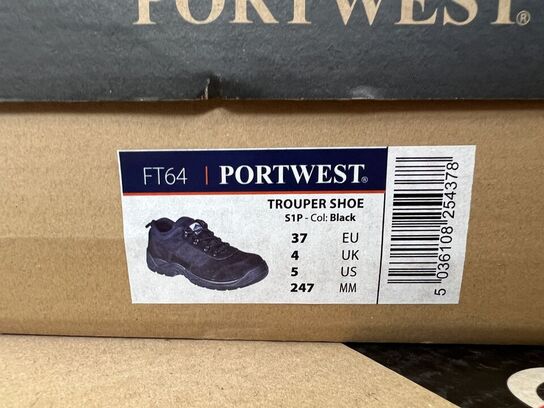 PORTWEST®
FT64 | PORTWEST®
TROUPER SHOE
S1P - Col: Black
37 EU
4 UK
5 US
247 MM
5 036108 254378